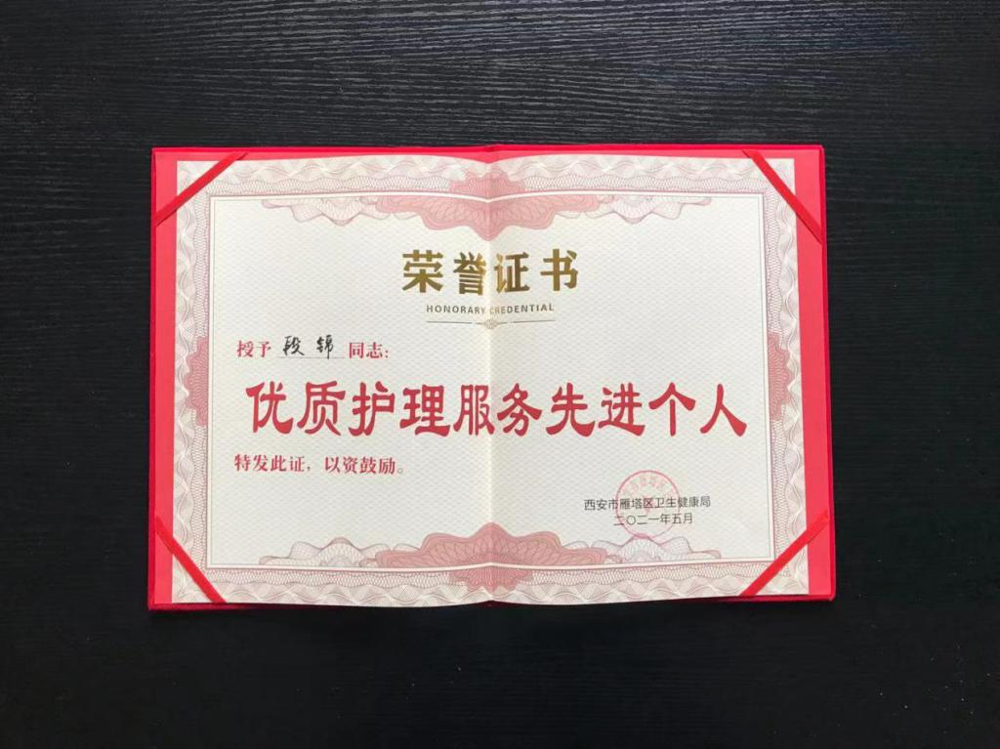 荣誉证书
HONORARY CREDENTIAL
授予 段锦 同志：
优质护理服务先进个人
特发此证，以资鼓励。
西安市雁塔区卫生健康局
二〇二一年五月